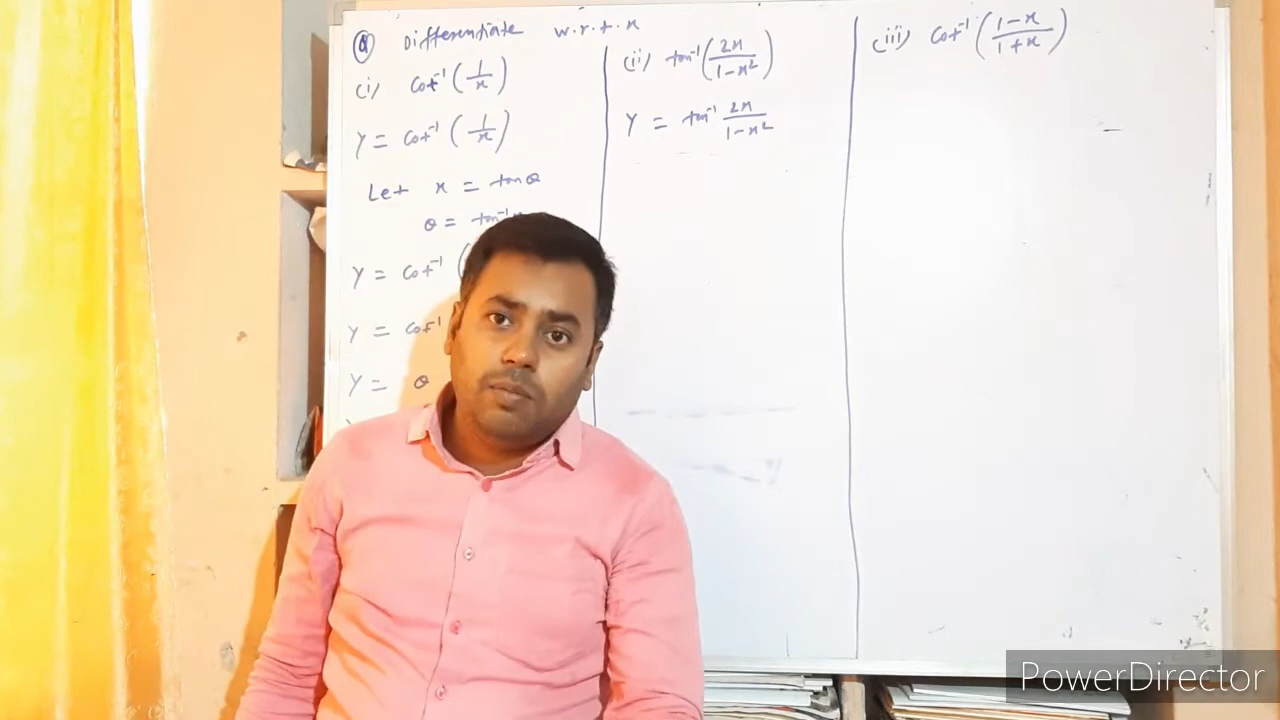 Q Differentiate w.r.t. x
(i) Cot⁻¹ (1/x)
Y = Cot⁻¹ (1/x)
Let x = tanθ
θ = tan⁻¹
Y = Cot⁻¹ (
Y = Cot⁻¹
Y = θ
(ii) tan⁻¹ (2x/1-x²)
Y = tan⁻¹ 2x/1-x²
(iii) Cot⁻¹ (1-x/1+x)
PowerDirector